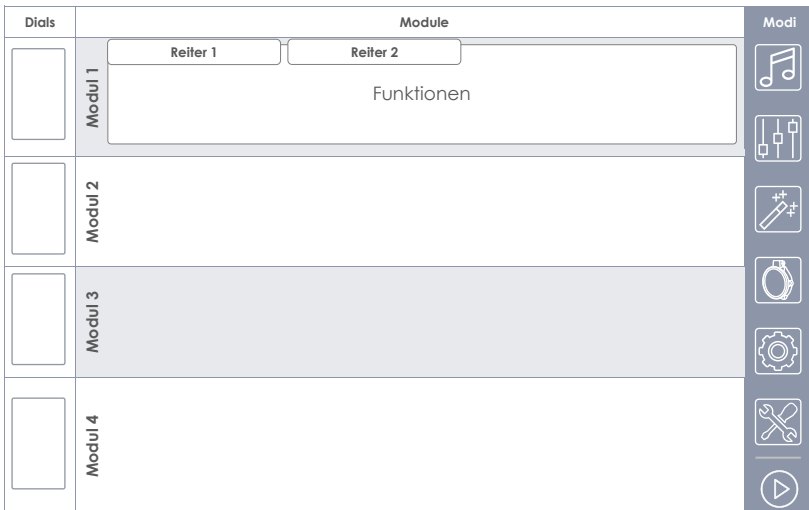 Dials
Module
Modi
Modul 1
Reiter 1
Reiter 2
Funktionen
Modul 2
Modul 3
Modul 4